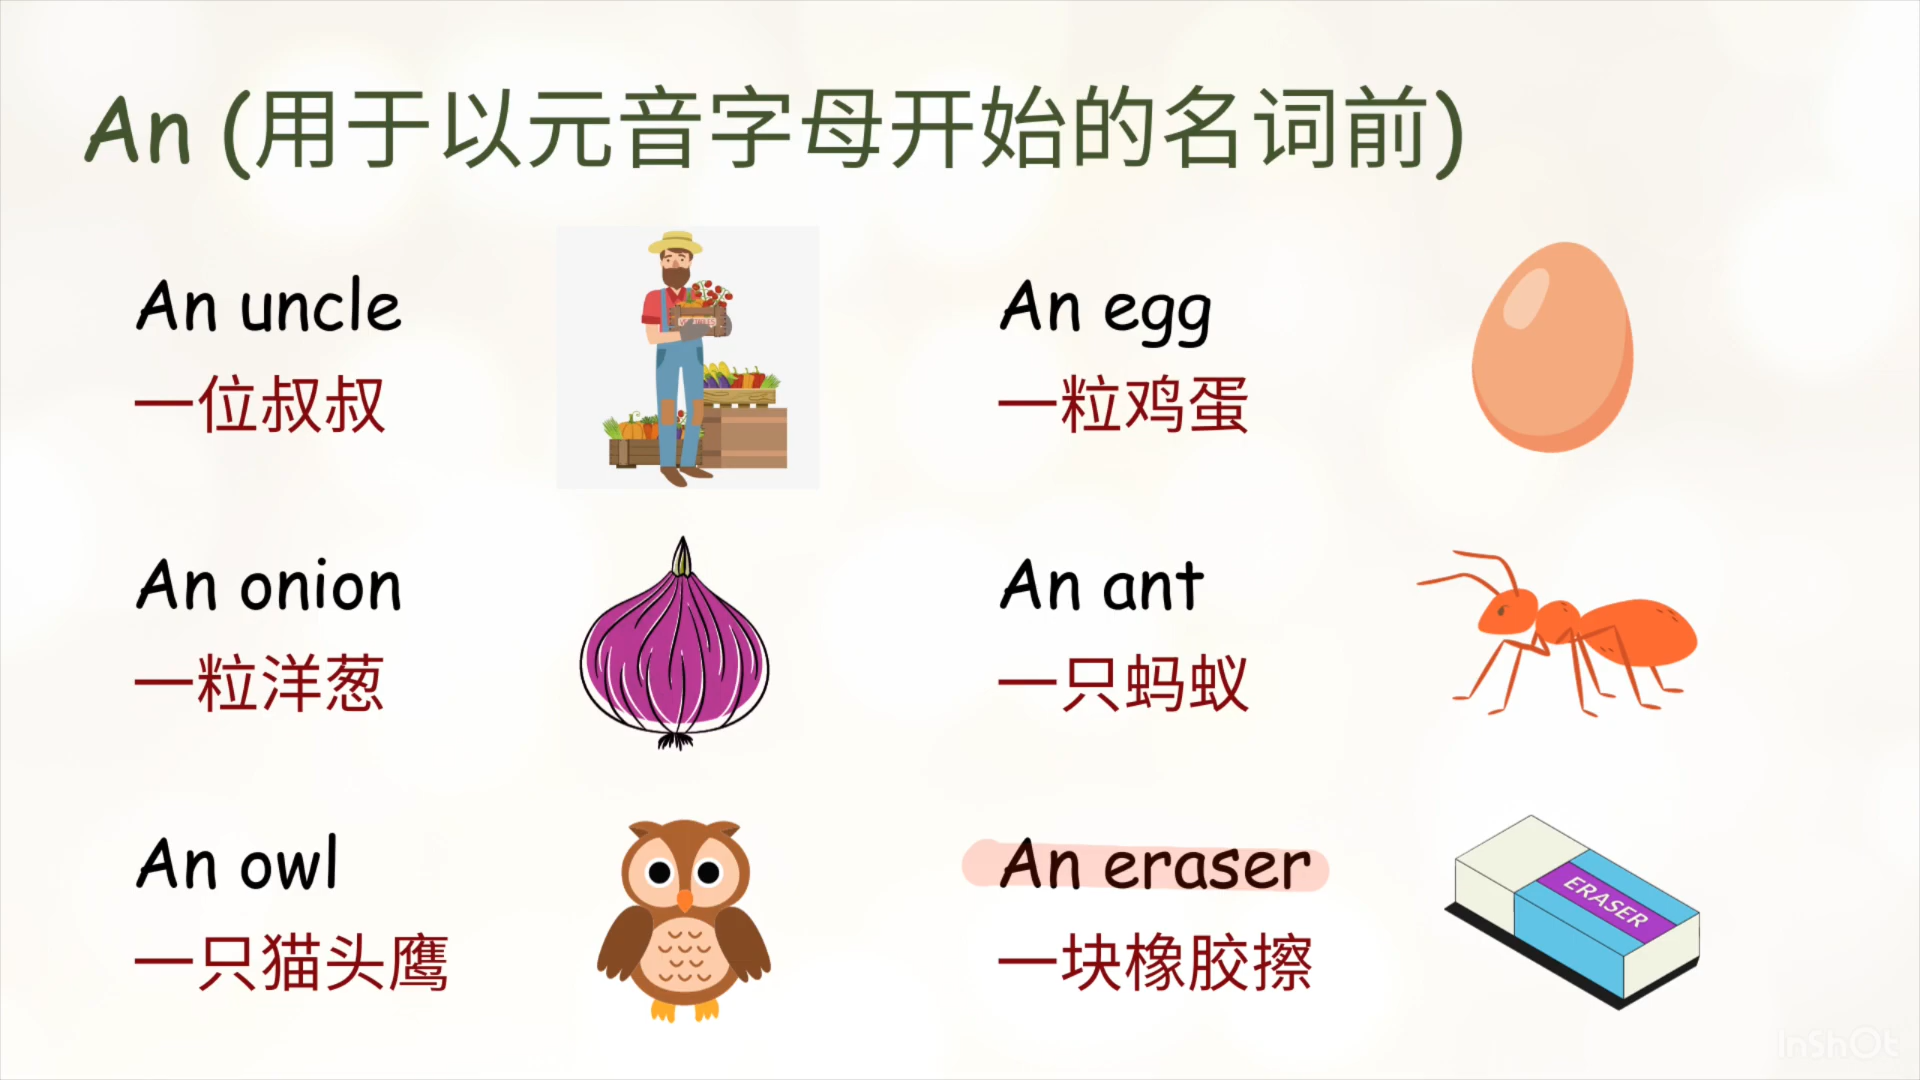 An (用于以元音字母开始的名词前)
An uncle
一位叔叔
An egg
一粒鸡蛋
An onion
一粒洋葱
An ant
一只蚂蚁
An owl
一只猫头鹰
An eraser
一块橡胶擦
ERASER
InShOt